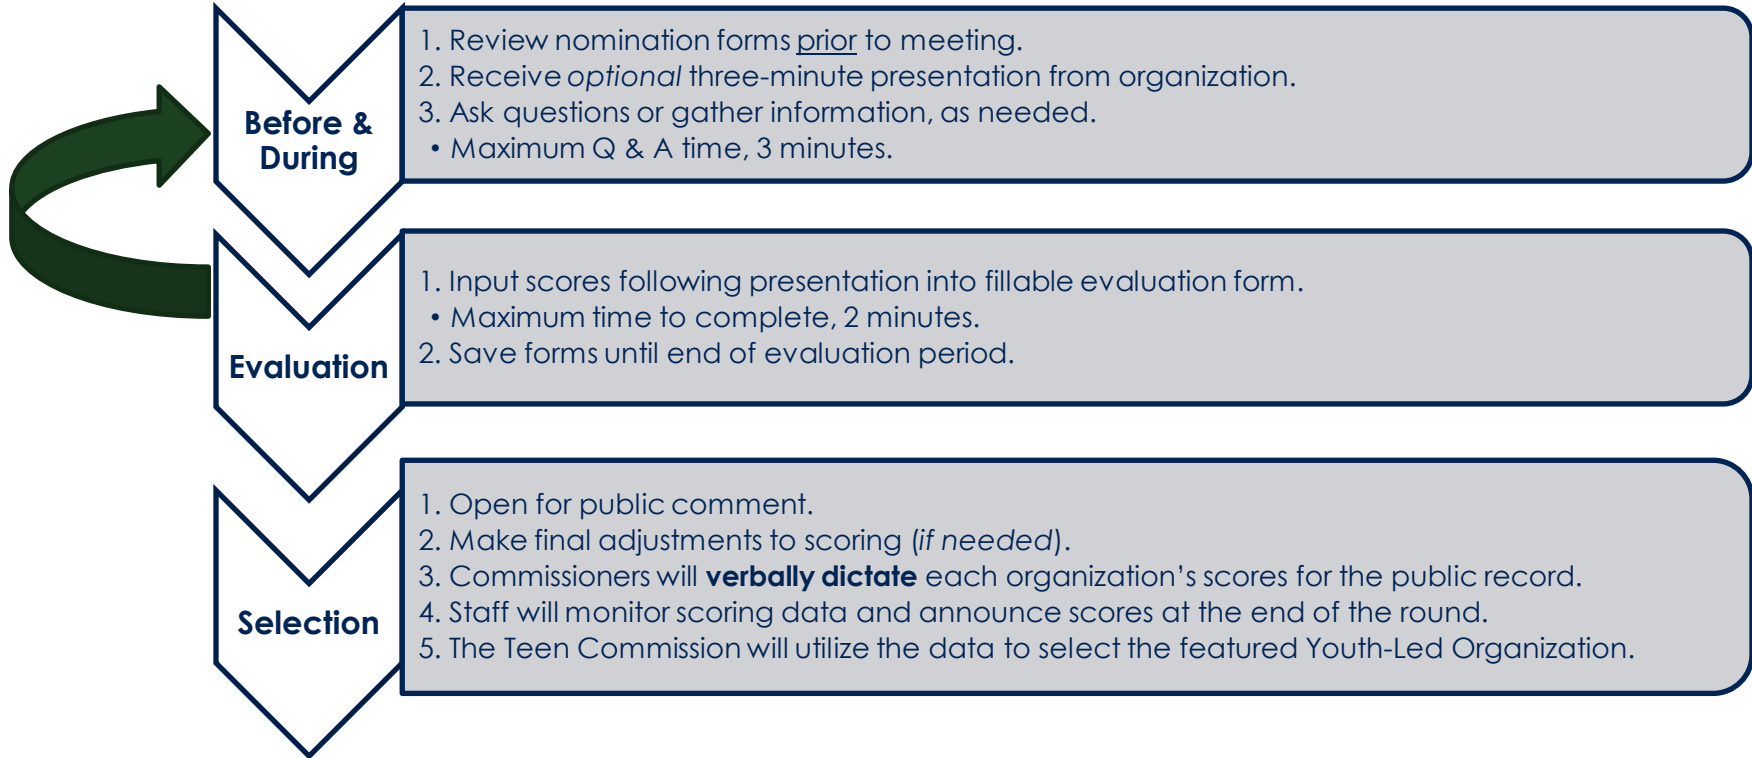 Before &
During
1. Review nomination forms prior to meeting.
2. Receive optional three-minute presentation from organization.
3. Ask questions or gather information, as needed.
• Maximum Q & A time, 3 minutes.
Evaluation
1. Input scores following presentation into fillable evaluation form.
• Maximum time to complete, 2 minutes.
2. Save forms until end of evaluation period.
Selection
1. Open for public comment.
2. Make final adjustments to scoring (if needed).
3. Commissioners will verbally dictate each organization’s scores for the public record.
4. Staff will monitor scoring data and announce scores at the end of the round.
5. The Teen Commission will utilize the data to select the featured Youth-Led Organization.